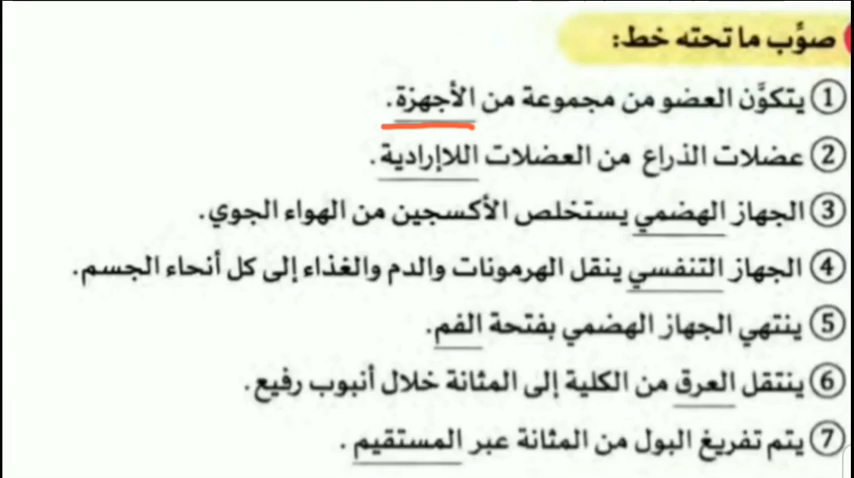 صوِّب ما تحته خط:
① يتكوَّن العضو من مجموعة من الأجهزة.
② عضلات الذراع من العضلات اللاإرادية.
③ الجهاز الهضمي يستخلص الأكسجين من الهواء الجوي.
④ الجهاز التنفسي ينقل الهرمونات والدم والغذاء إلى كل أنحاء الجسم.
⑤ ينتهي الجهاز الهضمي بفتحة الفم.
⑥ ينتقل العرق من الكلية إلى المثانة خلال أنبوب رفيع.
⑦ يتم تفريغ البول من المثانة عبر المستقيم.